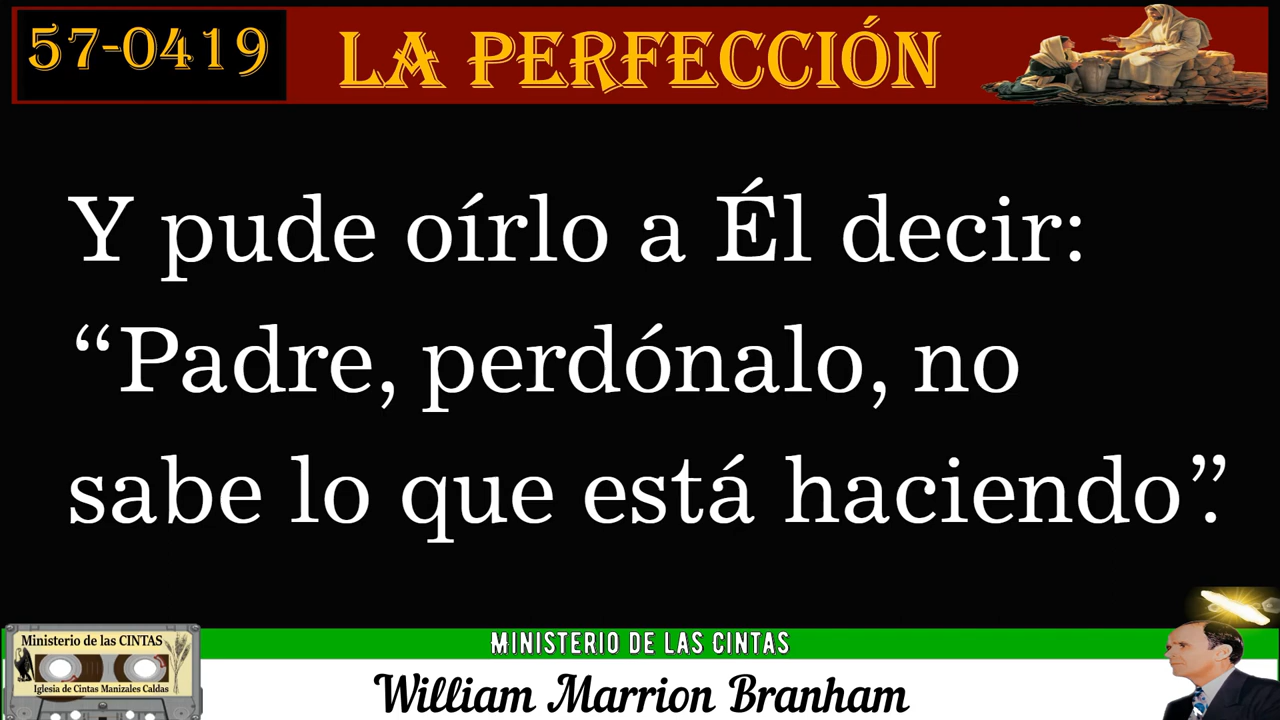 57-0419
LA PERFECCIÓN
Y pude oírlo a Él decir:
“Padre, perdónalo, no
sabe lo que está haciendo”.
Ministerio de las CINTAS
Iglesia de Cintas Manizales Caldas
MINISTERIO DE LAS CINTAS
William Marrion Branham